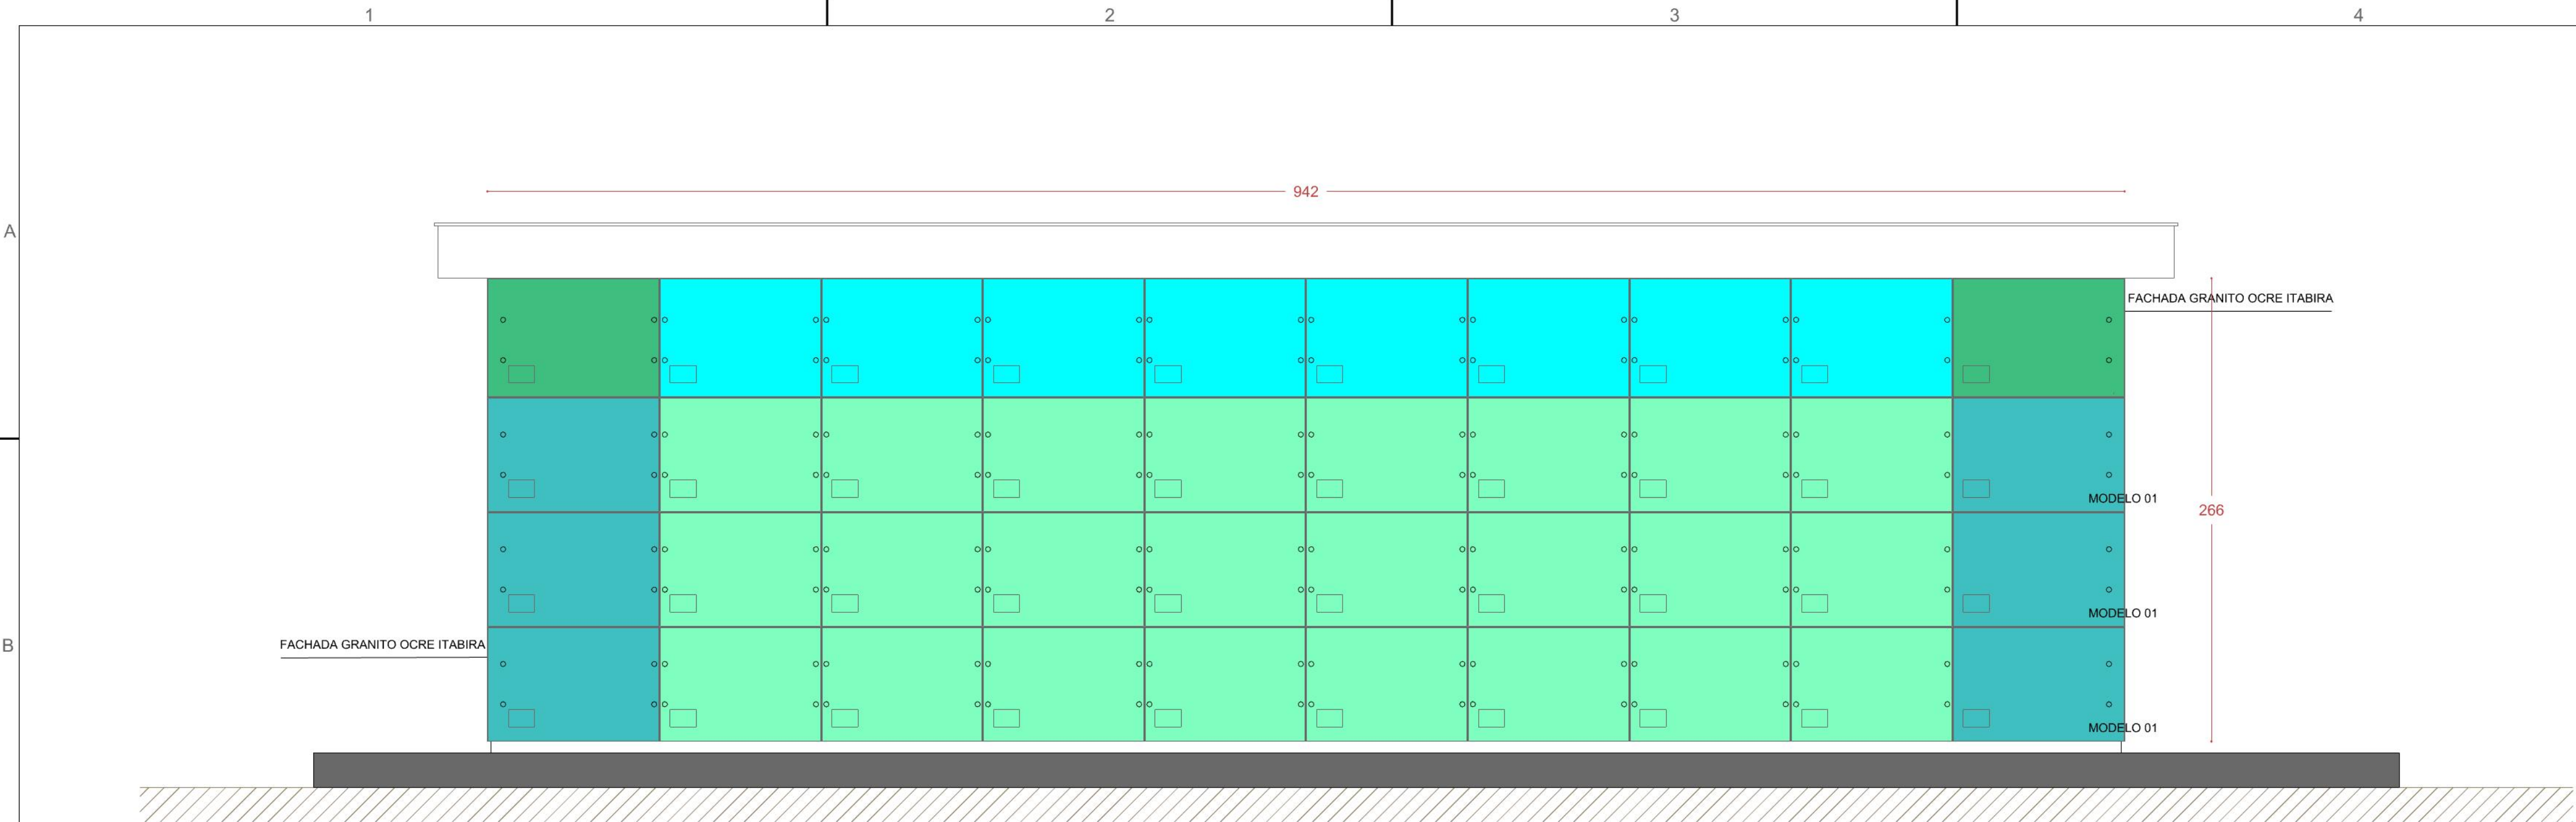 1 2 3 4
942
A
FACHADA GRANITO OCRE ITABIRA
MODELO 01
266
MODELO 01
B
FACHADA GRANITO OCRE ITABIRA
MODELO 01